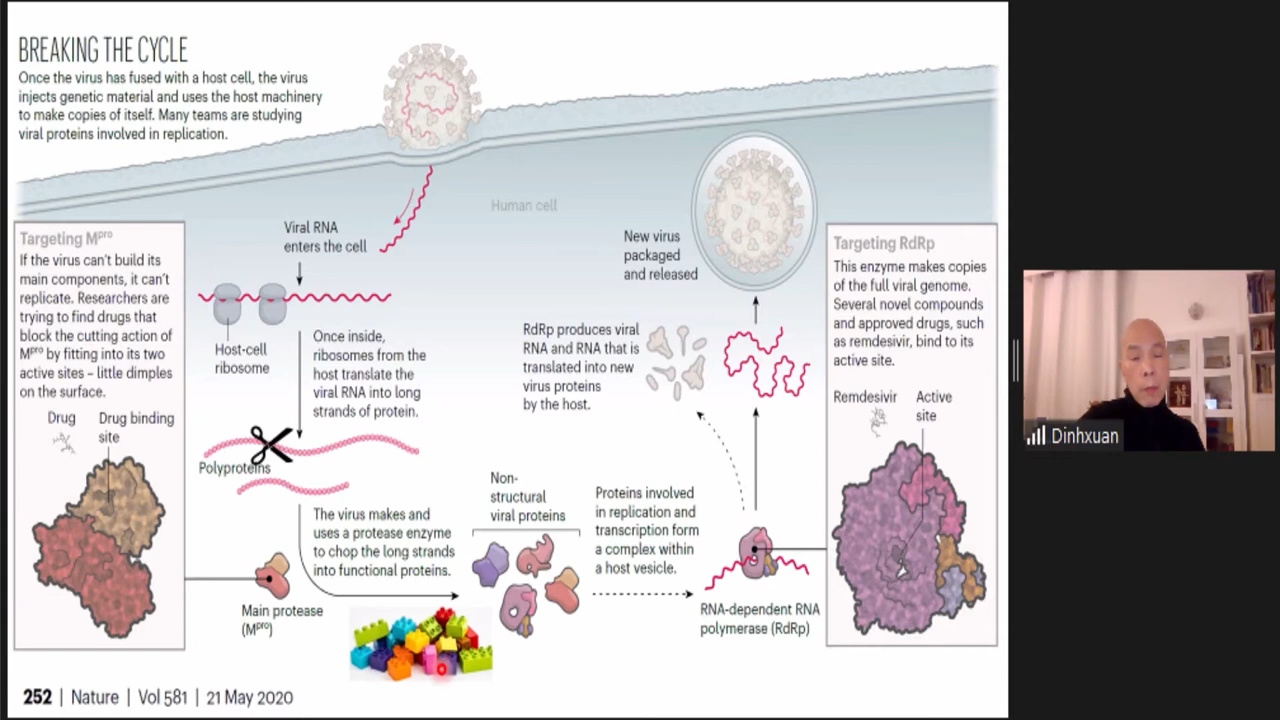 BREAKING THE CYCLE
Once the virus has fused with a host cell, the virus
injects genetic material and uses the host machinery
to make copies of itself. Many teams are studying
viral proteins involved in replication.
Human cell
Viral RNA
enters the cell
Host-cell
ribosome
Once inside,
ribosomes from the
host translate the
viral RNA into long
strands of protein.
Polyproteins
The virus makes and
uses a protease enzyme
to chop the long strands
into functional proteins.
Main protease
(Mpro)
Non-
structural
viral proteins
Proteins involved
in replication and
transcription form
a complex within
a host vesicle.
RNA-dependent RNA
polymerase (RdRp)
RdRp produces viral
RNA and RNA that is
translated into new
virus proteins
by the host.
New virus
packaged
and released
Targeting Mpro
If the virus can't build its
main components, it can't
replicate. Researchers are
trying to find drugs that
block the cutting action of
Mpro by fitting into its two
active sites – little dimples
on the surface.
Drug
Drug binding
site
Targeting RdRp
This enzyme makes copies
of the full viral genome.
Several novel compounds
and approved drugs, such
as remdesivir, bind to its
active site.
Remdesivir
Active
site
252 | Nature | Vol 581 | 21 May 2020
Dinhxuan